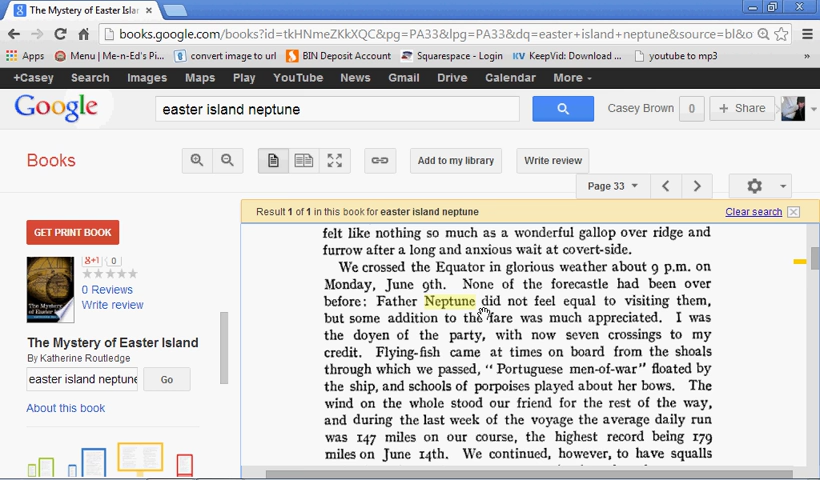 The Mystery of Easter Islan
books.google.com/books?id=tkHNmeZKkXQC&pg=PA33&lpg=PA33&dq=easter+island+neptune&source=bl&o
Apps Menu | Me-n-Ed's Pi... convert image to url BIN Deposit Account Squarespace - Login KeepVid: Download ... youtube to mp3 »
+Casey Search Images Maps Play YouTube News Gmail Drive Calendar More
Google easter island neptune Casey Brown 0 + Share
Books Add to my library Write review
Page 33
Result 1 of 1 in this book for easter island neptune Clear search
GET PRINT BOOK
g+1 0
0 Reviews
Write review
The Mystery of Easter Island
By Katherine Routledge
easter island neptune Go
About this book
felt like nothing so much as a wonderful gallop over ridge and
furrow after a long and anxious wait at covert-side.
We crossed the Equator in glorious weather about 9 p.m. on
Monday, June 9th. None of the forecastle had been over
before: Father Neptune did not feel equal to visiting them,
but some addition to the fare was much appreciated. I was
the doyen of the party, with now seven crossings to my
credit. Flying-fish came at times on board from the shoals
through which we passed, “ Portuguese men-of-war” floated by
the ship, and schools of porpoises played about her bows. The
wind on the whole stood our friend for the rest of the way,
and during the last week of the voyage the average daily run
was 147 miles on our course, the highest record being 179
miles on June 14th. We continued, however, to have squalls